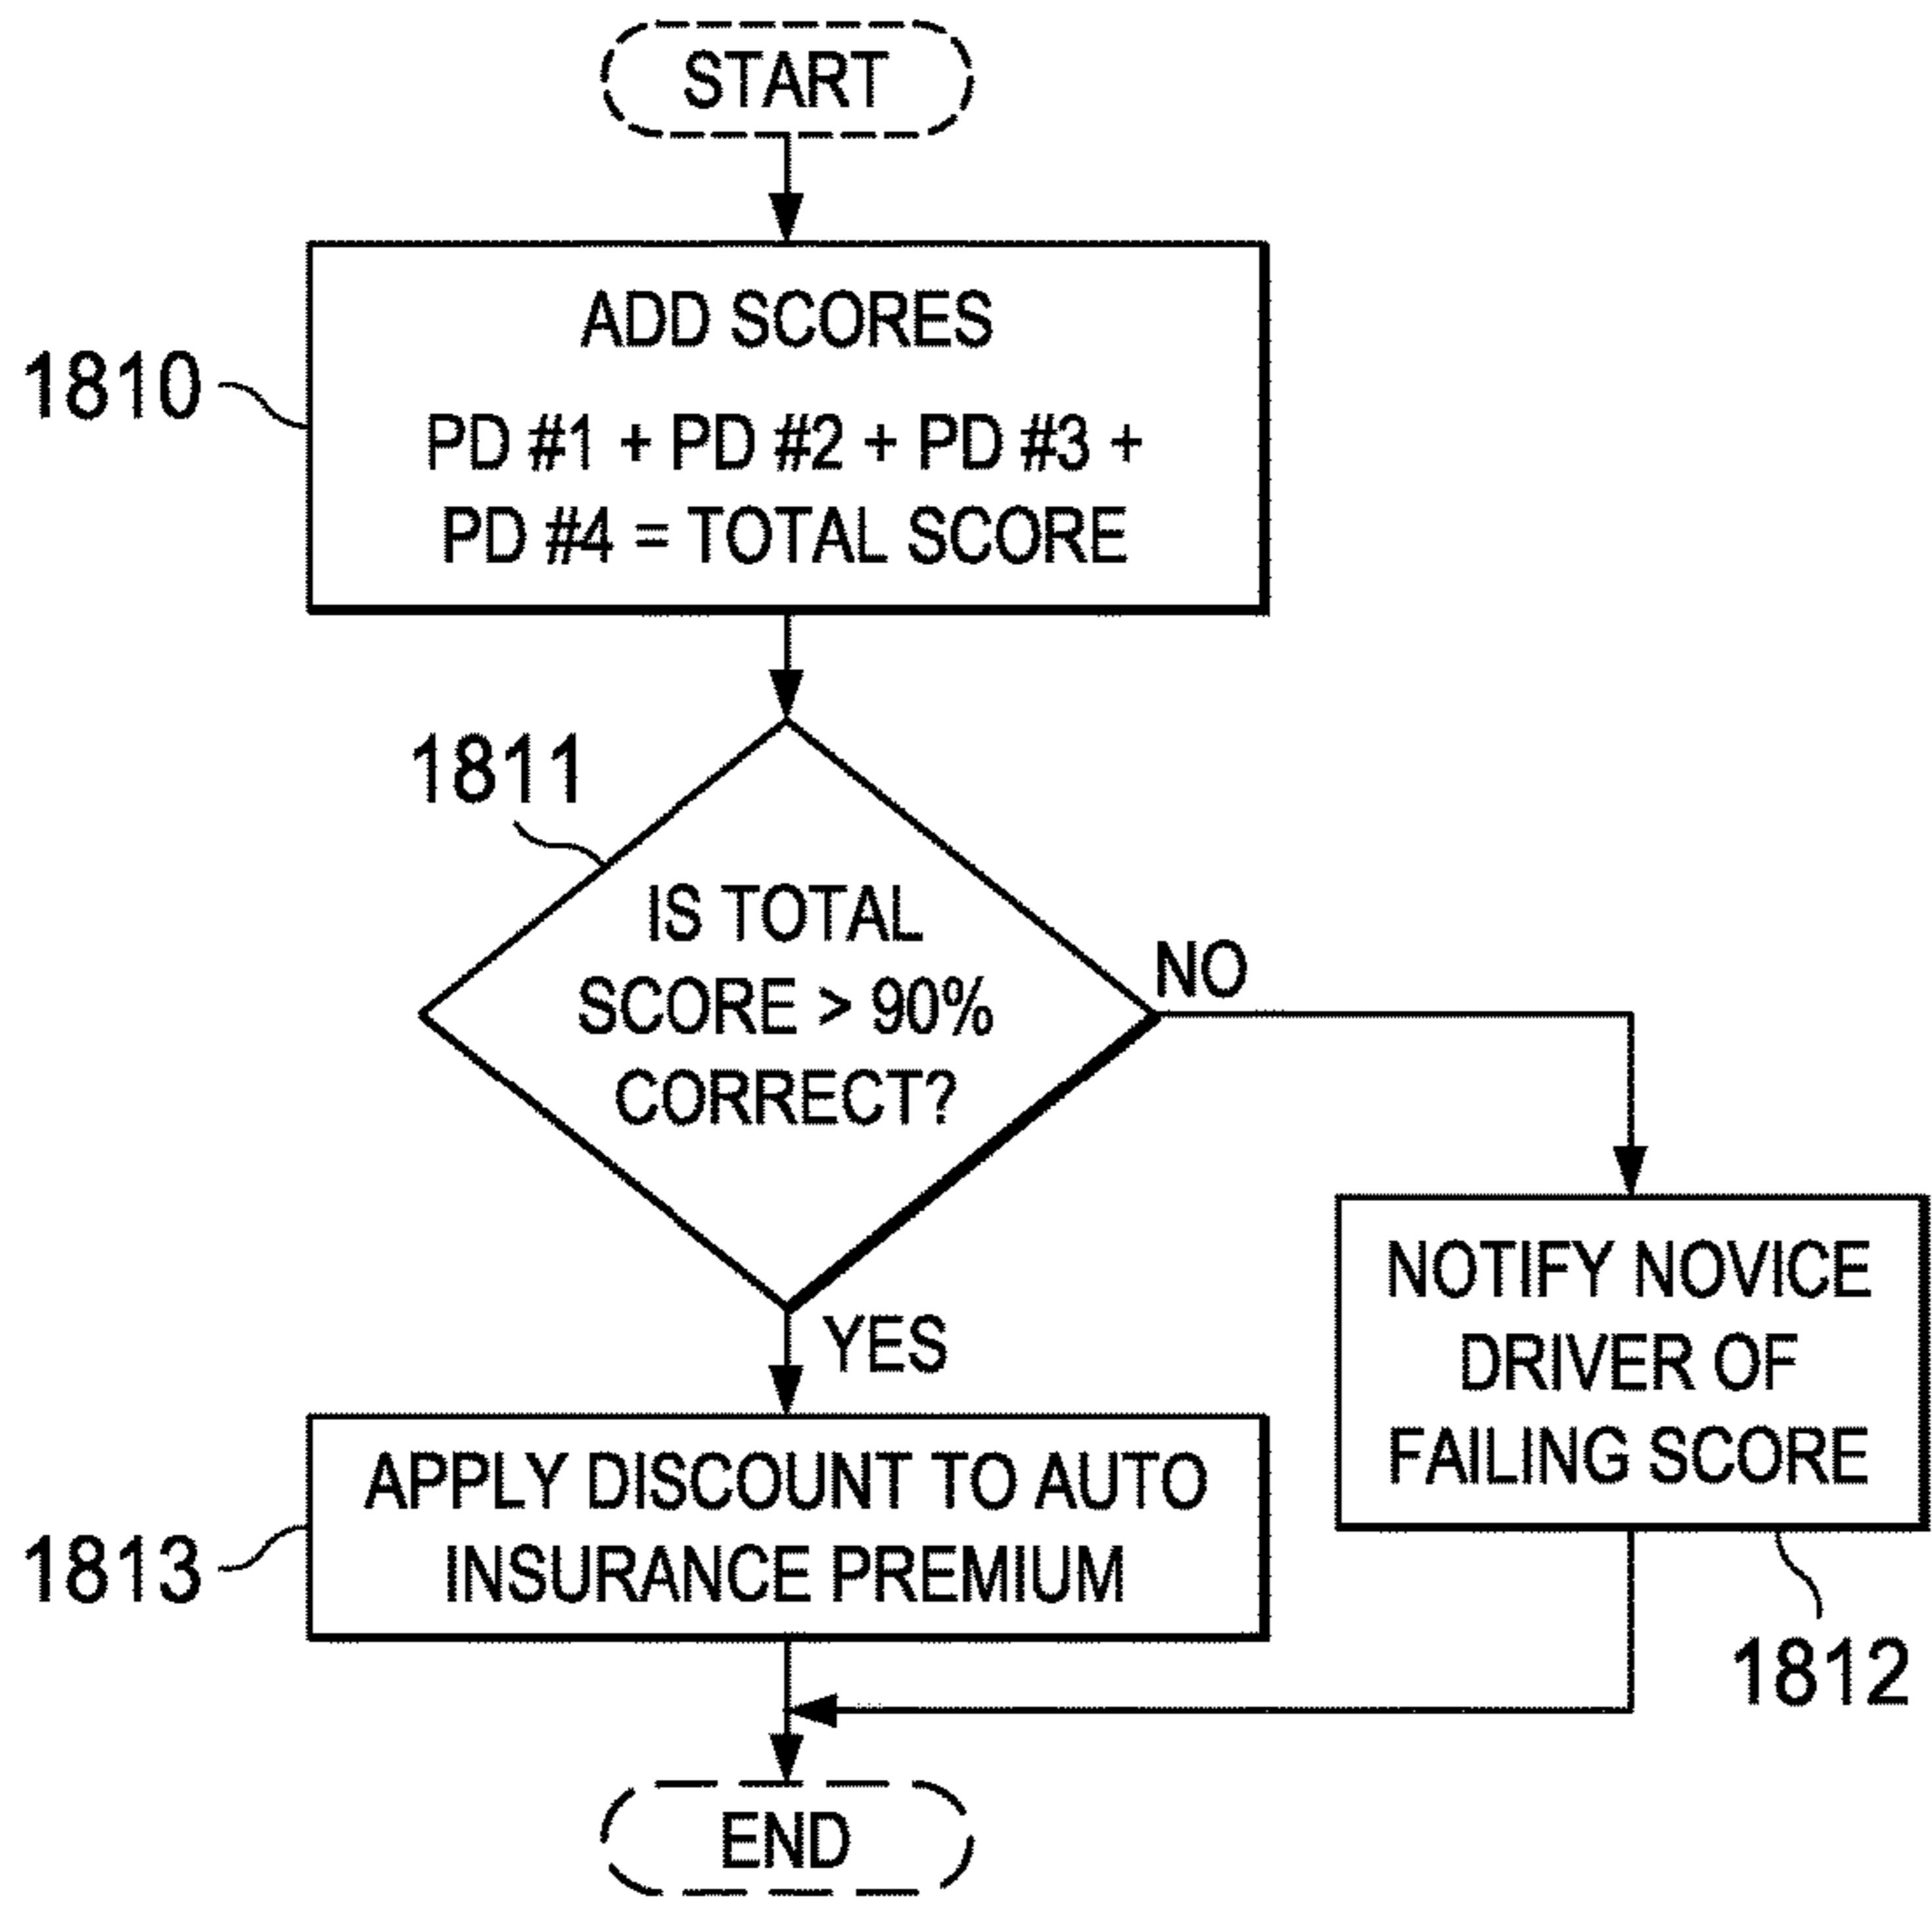 START
1810
ADD SCORES
PD #1 + PD #2 + PD #3 +
PD #4 = TOTAL SCORE
1811
IS TOTAL
SCORE > 90%
CORRECT?
NO
YES
NOTIFY NOVICE
DRIVER OF
FAILING SCORE
1812
APPLY DISCOUNT TO AUTO
INSURANCE PREMIUM
1813
END